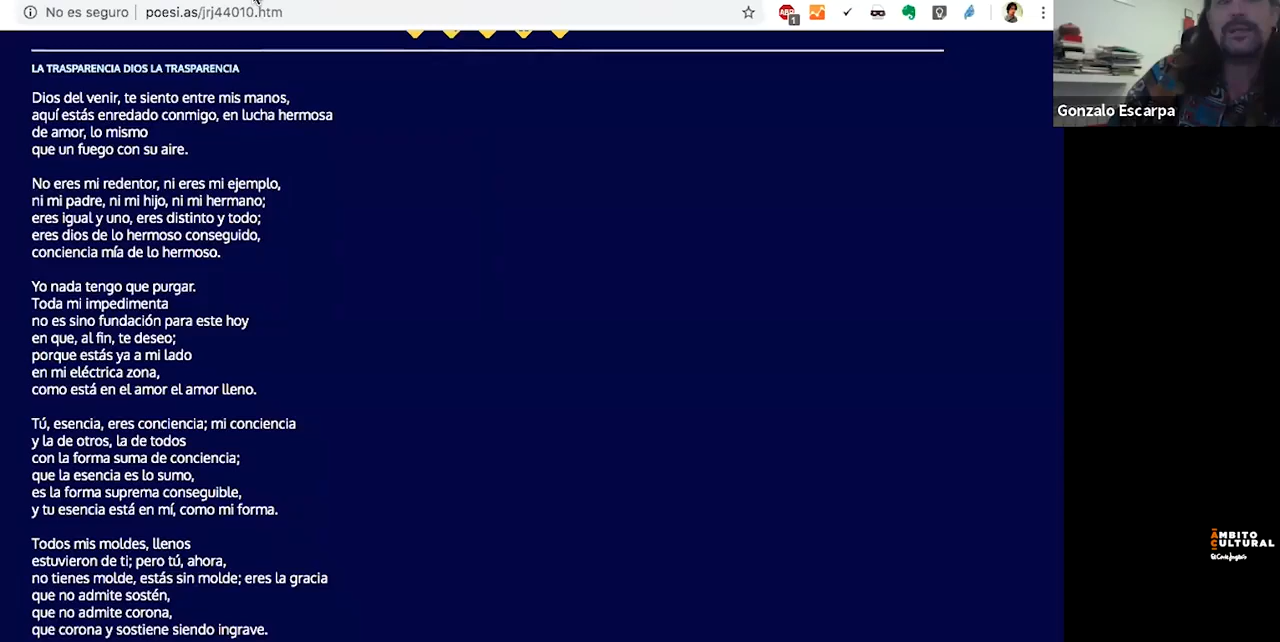 No es seguro
poesi.as/jrj44010.htm
ABP
1
Gonzalo Escarpa
LA TRASPARENCIA DIOS LA TRASPARENCIA
Dios del venir, te siento entre mis manos,
aquí estás enredado conmigo, en lucha hermosa
de amor, lo mismo
que un fuego con su aire.
No eres mi redentor, ni eres mi ejemplo,
ni mi padre, ni mi hijo, ni mi hermano;
eres igual y uno, eres distinto y todo;
eres dios de lo hermoso conseguido,
conciencia mía de lo hermoso.
Yo nada tengo que purgar.
Toda mi impedimenta
no es sino fundación para este hoy
en que, al fin, te deseo;
porque estás ya a mi lado
en mi eléctrica zona,
como está en el amor el amor lleno.
Tú, esencia, eres conciencia; mi conciencia
y la de otros, la de todos
con la forma suma de conciencia;
que la esencia es lo sumo,
es la forma suprema conseguible,
y tu esencia está en mí, como mi forma.
Todos mis moldes, llenos
estuvieron de ti; pero tú, ahora,
no tienes molde, estás sin molde; eres la gracia
que no admite sostén,
que no admite corona,
que corona y sostiene siendo ingrave.
ÁMBITO
CULTURAL
El Corte Inglés